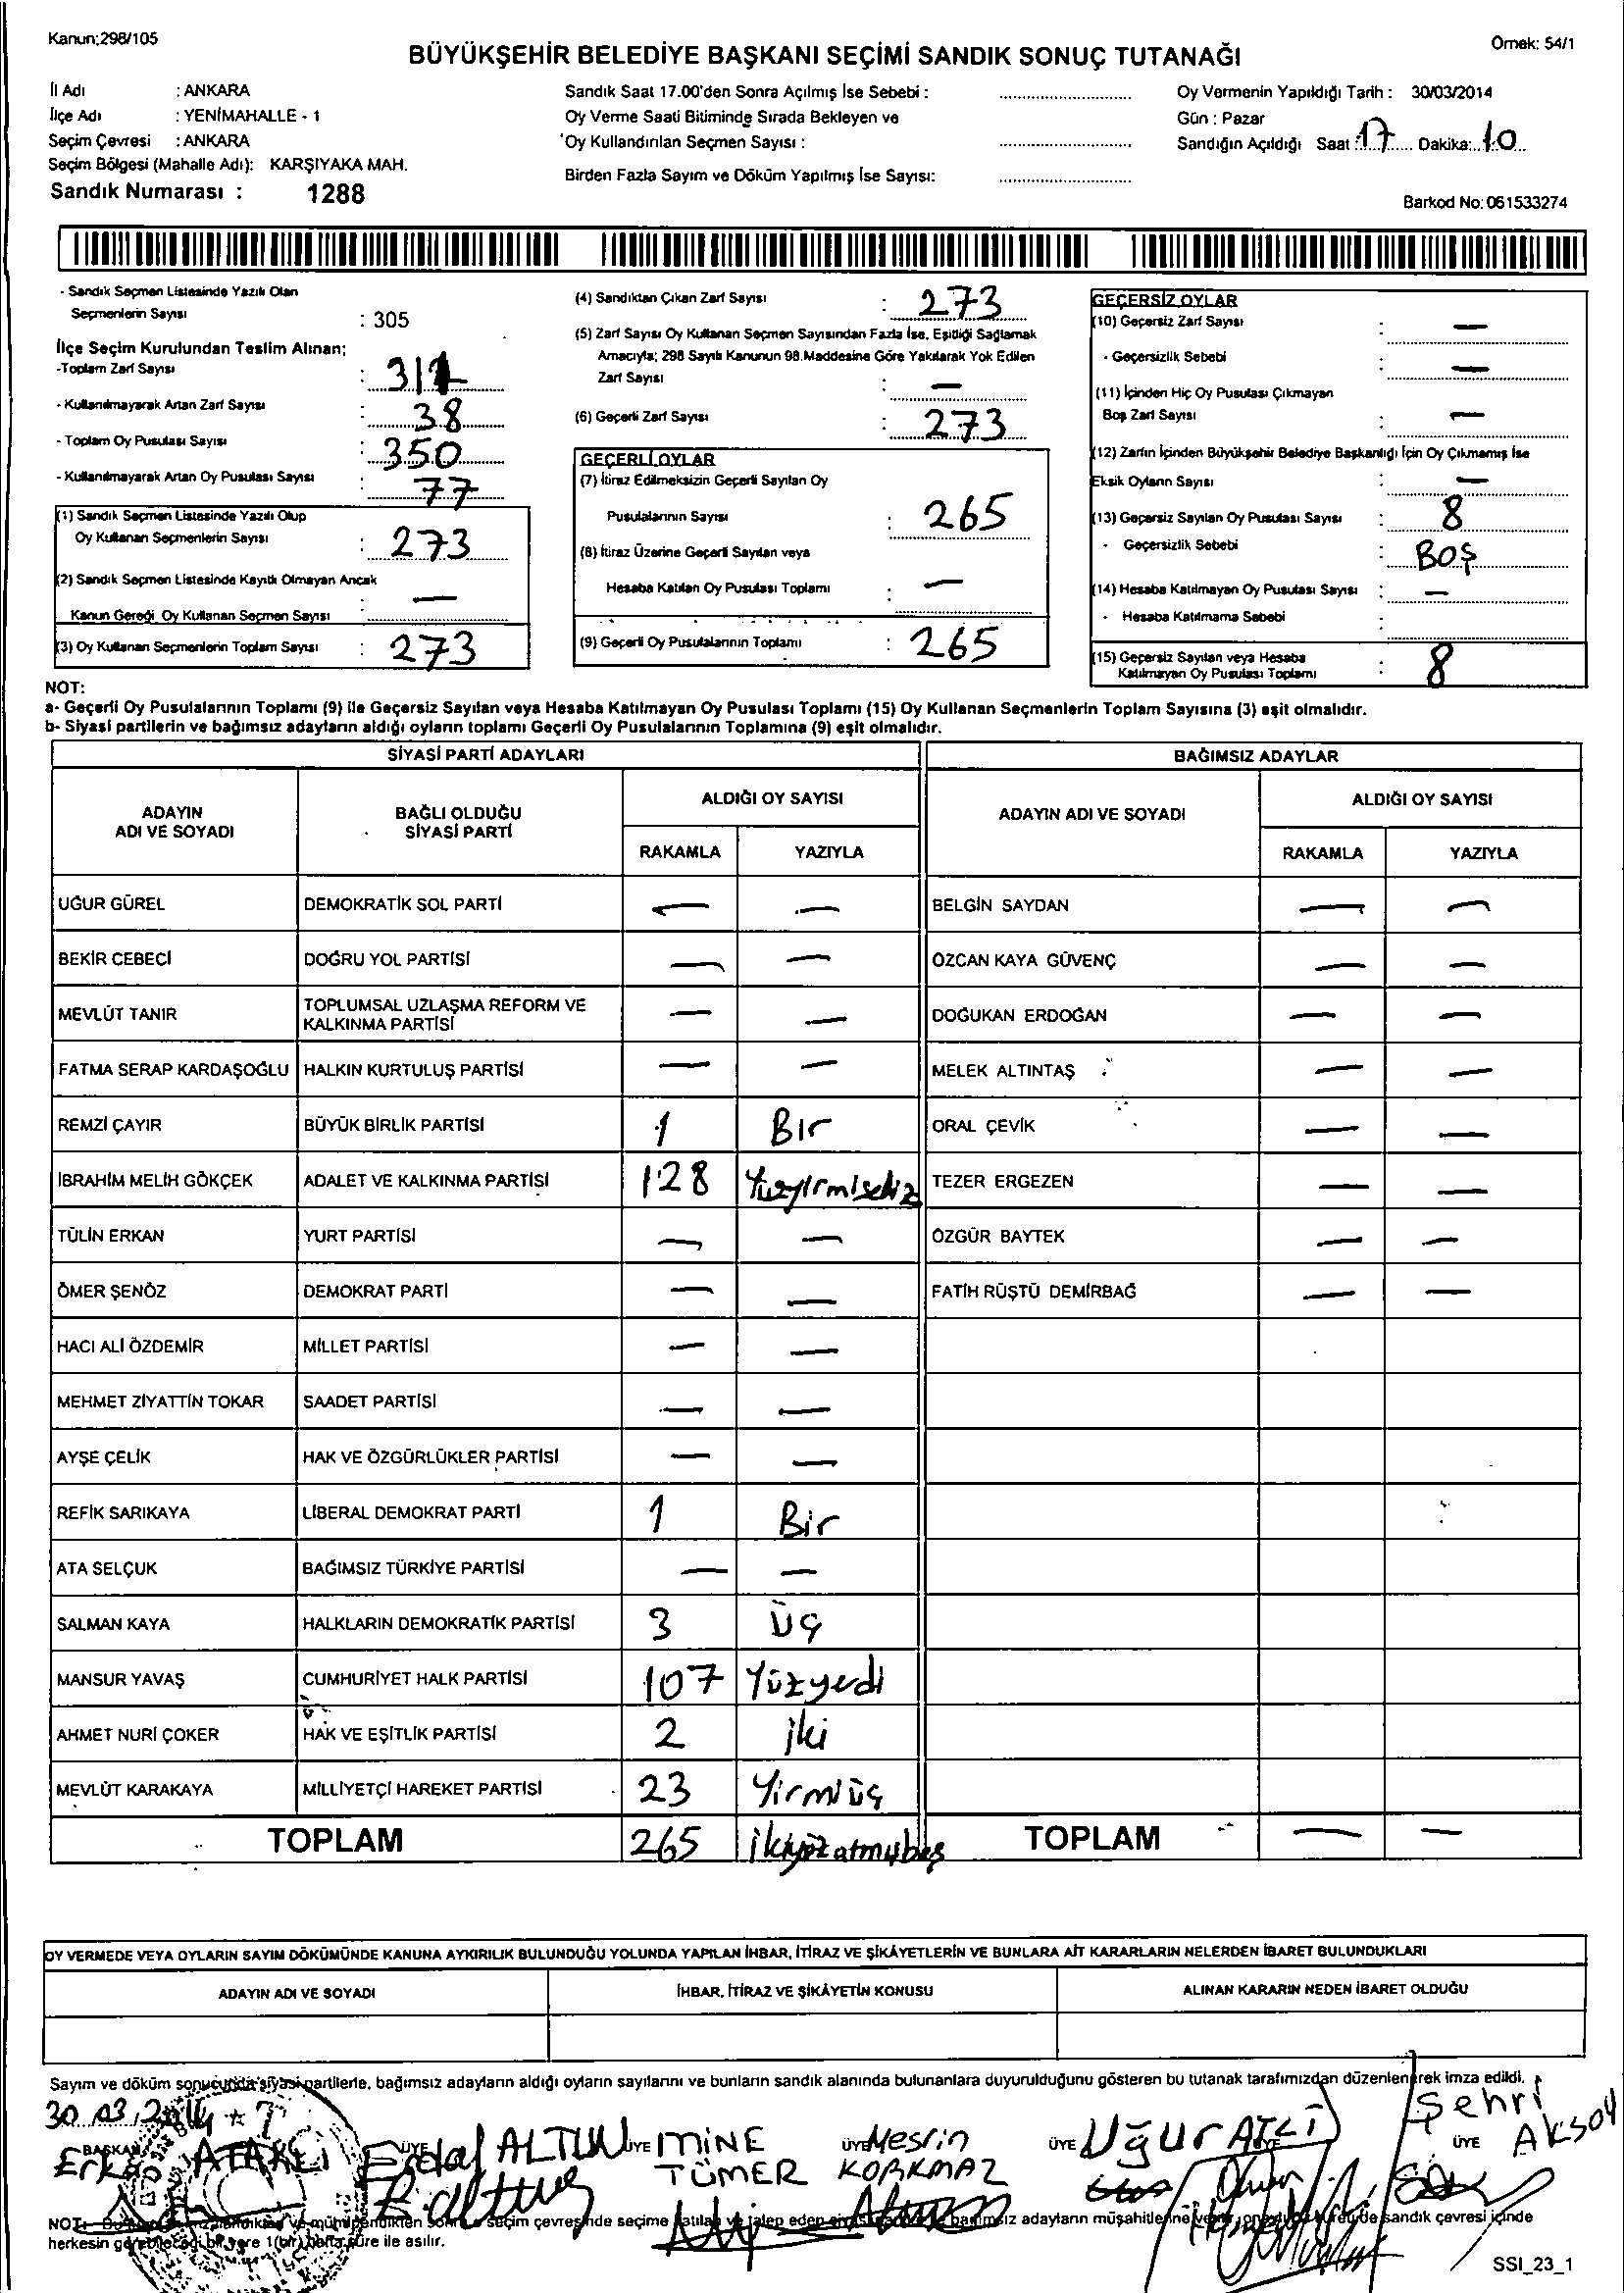 Kanun;298/105
Örnek: 54/1
BÜYÜKŞEHİR BELEDİYE BAŞKANI SEÇİMİ SANDIK SONUÇ TUTANAĞI
İl Adı : ANKARA
İlçe Adı : YENİMAHALLE - 1
Seçim Çevresi : ANKARA
Seçim Bölgesi (Mahalle Adı): KARŞIYAKA MAH.
Sandık Numarası : 1288
Sandık Saat 17.00'den Sonra Açılmış İse Sebebi :
Oy Verme Saati Bitiminde Sırada Bekleyen ve
Oy Kullandırılan Seçmen Sayısı :
Birden Fazla Sayım ve Döküm Yapılmış İse Sayısı:
Oy Vermenin Yapıldığı Tarih : 30/03/2014
Gün : Pazar
Sandığın Açıldığı Saat : 17 Dakika: 10
Barkod No: 061533274
- Sandık Seçmen Listesinde Yazılı Olan
Seçmenlerin Sayısı : 305
İlçe Seçim Kurulundan Teslim Alınan;
-Toplam Zarf Sayısı :
- Kullanılmayarak Artan Zarf Sayısı : 38
- Toplam Oy Pusulası Sayısı : 350
- Kullanılmayarak Artan Oy Pusulası Sayısı : 77
(1) Sandık Seçmen Listesinde Yazılı Olup
Oy Kullanan Seçmenlerin Sayısı : 273
(2) Sandık Seçmen Listesinde Kayıtlı Olmayan Ancak
Kanun Gereği Oy Kullanan Seçmen Sayısı : —
(3) Oy Kullanan Seçmenlerin Toplam Sayısı : 273
(4) Sandıktan Çıkan Zarf Sayısı : 273
(5) Zarf Sayısı Oy Kullanan Seçmen Sayısından Fazla İse, Eşitliği Sağlamak
Amacıyla; 298 Sayılı Kanunun 98.Maddesine Göre Yakılarak Yok Edilen
Zarf Sayısı : —
(6) Geçerli Zarf Sayısı : 273
GEÇERLİ OYLAR
(7) İtiraz Edilmeksizin Geçerli Sayılan Oy
Pusulalarının Sayısı : 265
(8) İtiraz Üzerine Geçerli Sayılan veya
Hesaba Katılan Oy Pusulası Toplamı : —
(9) Geçerli Oy Pusulalarının Toplamı : 265
GEÇERSİZ OYLAR
(10) Geçersiz Zarf Sayısı : —
- Geçersizlik Sebebi : —
(11) İçinden Hiç Oy Pusulası Çıkmayan
Boş Zarf Sayısı : —
(12) Zarfın İçinden Büyükşehir Belediye Başkanlığı İçin Oy Çıkmamış İse
Eksik Oyların Sayısı : —
(13) Geçersiz Sayılan Oy Pusulası Sayısı : 8
- Geçersizlik Sebebi : BOŞ
(14) Hesaba Katılmayan Oy Pusulası Sayısı : —
- Hesaba Katılmama Sebebi :
(15) Geçersiz Sayılan veya Hesaba
Katılmayan Oy Pusulası Toplamı : 8
NOT:
a- Geçerli Oy Pusulalarının Toplamı (9) ile Geçersiz Sayılan veya Hesaba Katılmayan Oy Pusulası Toplamı (15) Oy Kullanan Seçmenlerin Toplam Sayısına (3) eşit olmalıdır.
b- Siyasi partilerin ve bağımsız adayların aldığı oyların toplamı Geçerli Oy Pusulalarının Toplamına (9) eşit olmalıdır.
SİYASİ PARTİ ADAYLARI
BAĞIMSIZ ADAYLAR
ADAYIN ADI VE SOYADI
BAĞLI OLDUĞU SİYASİ PARTİ
ALDIĞI OY SAYISI
ADAYIN ADI VE SOYADI
ALDIĞI OY SAYISI
RAKAMLA YAZIYLA
RAKAMLA YAZIYLA
UĞUR GÜREL DEMOKRATİK SOL PARTİ — — BELGİN SAYDAN — —
BEKİR CEBECİ DOĞRU YOL PARTİSİ — — ÖZCAN KAYA GÜVENÇ — —
MEVLÜT TANIR TOPLUMSAL UZLAŞMA REFORM VE KALKINMA PARTİSİ — — DOĞUKAN ERDOĞAN — —
FATMA SERAP KARDAŞOĞLU HALKIN KURTULUŞ PARTİSİ — — MELEK ALTINTAŞ — —
REMZİ ÇAYIR BÜYÜK BİRLİK PARTİSİ 1 Bır ORAL ÇEVİK — —
İBRAHİM MELİH GÖKÇEK ADALET VE KALKINMA PARTİSİ 128 Yüzyirmisekiz TEZER ERGEZEN — —
TÜLİN ERKAN YURT PARTİSİ — — ÖZGÜR BAYTEK — —
ÖMER ŞENÖZ DEMOKRAT PARTİ — — FATİH RÜŞTÜ DEMİRBAĞ — —
HACI ALİ ÖZDEMİR MİLLET PARTİSİ — —
MEHMET ZİYATTİN TOKAR SAADET PARTİSİ — —
AYŞE ÇELİK HAK VE ÖZGÜRLÜKLER PARTİSİ — —
REFİK SARIKAYA LİBERAL DEMOKRAT PARTİ 1 Bir
ATA SELÇUK BAĞIMSIZ TÜRKİYE PARTİSİ — —
SALMAN KAYA HALKLARIN DEMOKRATİK PARTİSİ 3 Üç
MANSUR YAVAŞ CUMHURİYET HALK PARTİSİ 107 Yüzyedi
AHMET NURİ ÇOKER HAK VE EŞİTLİK PARTİSİ 2 iki
MEVLÜT KARAKAYA MİLLİYETÇİ HAREKET PARTİSİ 23 Yirmiüç
TOPLAM 265 ikiyüzatmışbeş TOPLAM — —
OY VERMEDE VEYA OYLARIN SAYIM DÖKÜMÜNDE KANUNA AYKIRILIK BULUNDUĞU YOLUNDA YAPILAN İHBAR, İTİRAZ VE ŞİKÂYETLERİN VE BUNLARA AİT KARARLARIN NELERDEN İBARET BULUNDUKLARI
ADAYIN ADI VE SOYADI
İHBAR, İTİRAZ VE ŞİKÂYETİN KONUSU
ALINAN KARARIN NEDEN İBARET OLDUĞU
Sayım ve döküm sonucunda siyasi partilerle, bağımsız adayların aldığı oyların sayılarını ve bunların sandık alanında bulunanlara duyurulduğunu gösteren bu tutanak tarafımızdan düzenlenerek imza edildi.
30.03.2014
BAŞKAN ATAKLI
ÜYE Erdal ALTUN
ÜYE MİNE TÜMER
ÜYE Nesrin KORKMAZ
ÜYE Uğur ATLI
ÜYE Şehri Aksoy
NOT: seçim çevresinde seçime katılan ve talep eden bağımsız adayların müşahitlerine sandık çevresi içinde
herkesin görebileceği bir yere 1(bir) hafta süre ile asılır.
SSI_23_1